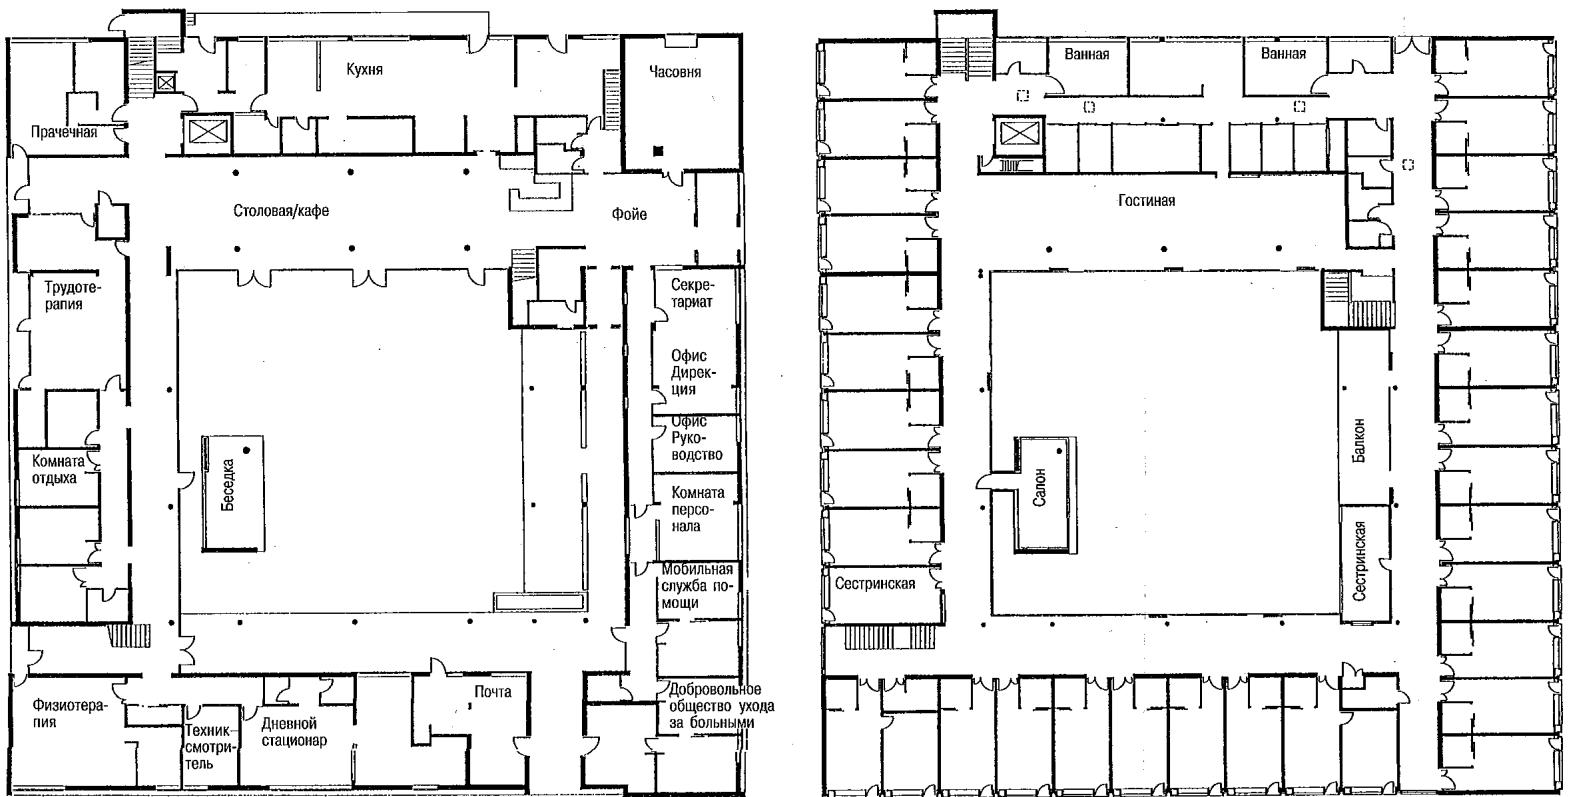 Кухня
Часовня
Прачечная
Столовая/кафе
Фойе
Трудоте-
рапия
Секре-
тариат
Офис
Дирек-
ция
Офис
Руко-
водство
Комната
отдыха
Беседка
Комната
персо-
нала
Мобильная
служба по-
мощи
Физиотера-
пия
Техник-
смотри-
тель
Дневной
стационар
Почта
Добровольное
общество ухода
за больными
Ванная
Ванная
Гостиная
Балкон
Салон
Сестринская
Сестринская